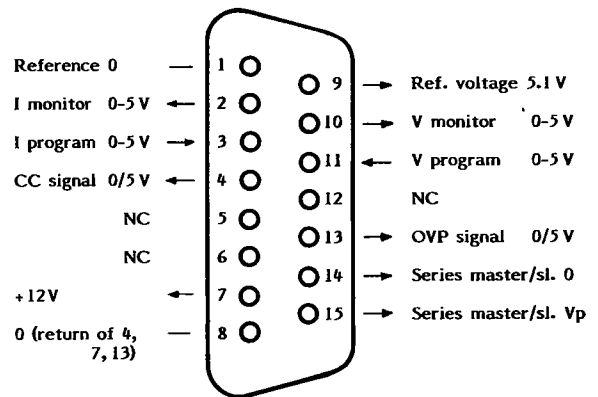 Reference 0 — 1
I monitor 0-5 V ← 2
I program 0-5 V → 3
CC signal 0/5 V ← 4
NC 5
NC 6
+12V ← 7
0 (return of 4, — 8
7, 13)
9 → Ref. voltage 5.1 V
10 → V monitor 0-5 V
11 ← V program 0-5 V
12 NC
13 → OVP signal 0/5 V
14 → Series master/sl. 0
15 → Series master/sl. Vp